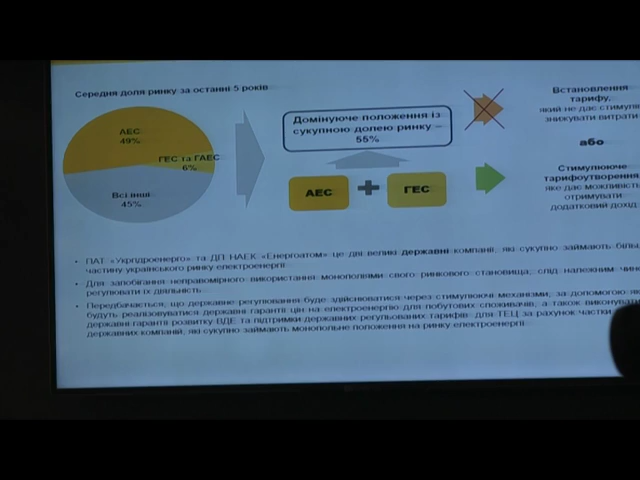 Середня доля ринку за останні 5 років
АЕС
49%
ГЕС та ГАЕС
6%
Всі інші
45%
Домінуюче положення із
сукупною долею ринку –
55%
АЕС
ГЕС
Встановлення
тарифу,
який не дає стимулі
знижувати витрати
або
Стимулююче
тарифоутворення,
яке дає можливіст
отримувати
додатковий дохід
• ПАТ «Укргідроенерго» та ДП НАЕК «Енергоатом» це дві великі державні компанії, які сукупно займають більш
частину українського ринку електроенергії
• Для запобігання неправомірного використання монополіями свого ринкового становища, слід належним чин
регулювати їх діяльність
• Передбачається, що державне регулювання буде здійснюватися через стимулюючі механізми, за допомогою як
будуть реалізовуватися державні гарантії цін на електроенергію для побутових споживачів, а також виконувати
державні гарантії розвитку ВДЕ та підтримки державних регульованих тарифів для ТЕЦ за рахунок частки
державних компаній, які сукупно займають монопольне положення на ринку електроенергії